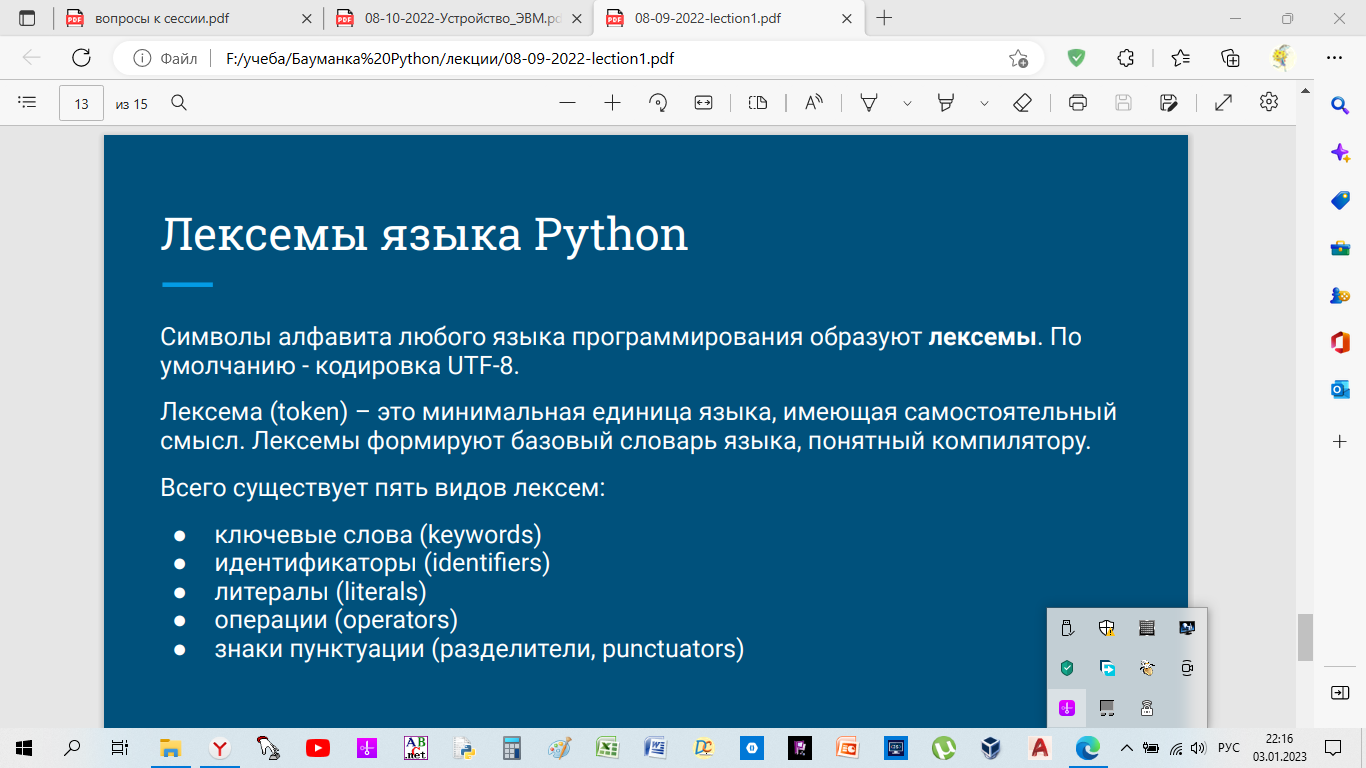 вопросы к сессии.pdf
08-10-2022-Устройство_ЭВМ.pd
08-09-2022-lection1.pdf
Файл
F:/учеба/Бауманка%20Python/лекции/08-09-2022-lection1.pdf
13 из 15
Лексемы языка Python
Символы алфавита любого языка программирования образуют лексемы. По
умолчанию - кодировка UTF-8.
Лексема (token) – это минимальная единица языка, имеющая самостоятельный
смысл. Лексемы формируют базовый словарь языка, понятный компилятору.
Всего существует пять видов лексем:
● ключевые слова (keywords)
● идентификаторы (identifiers)
● литералы (literals)
● операции (operators)
● знаки пунктуации (разделители, punctuators)
РУС
22:16
03.01.2023